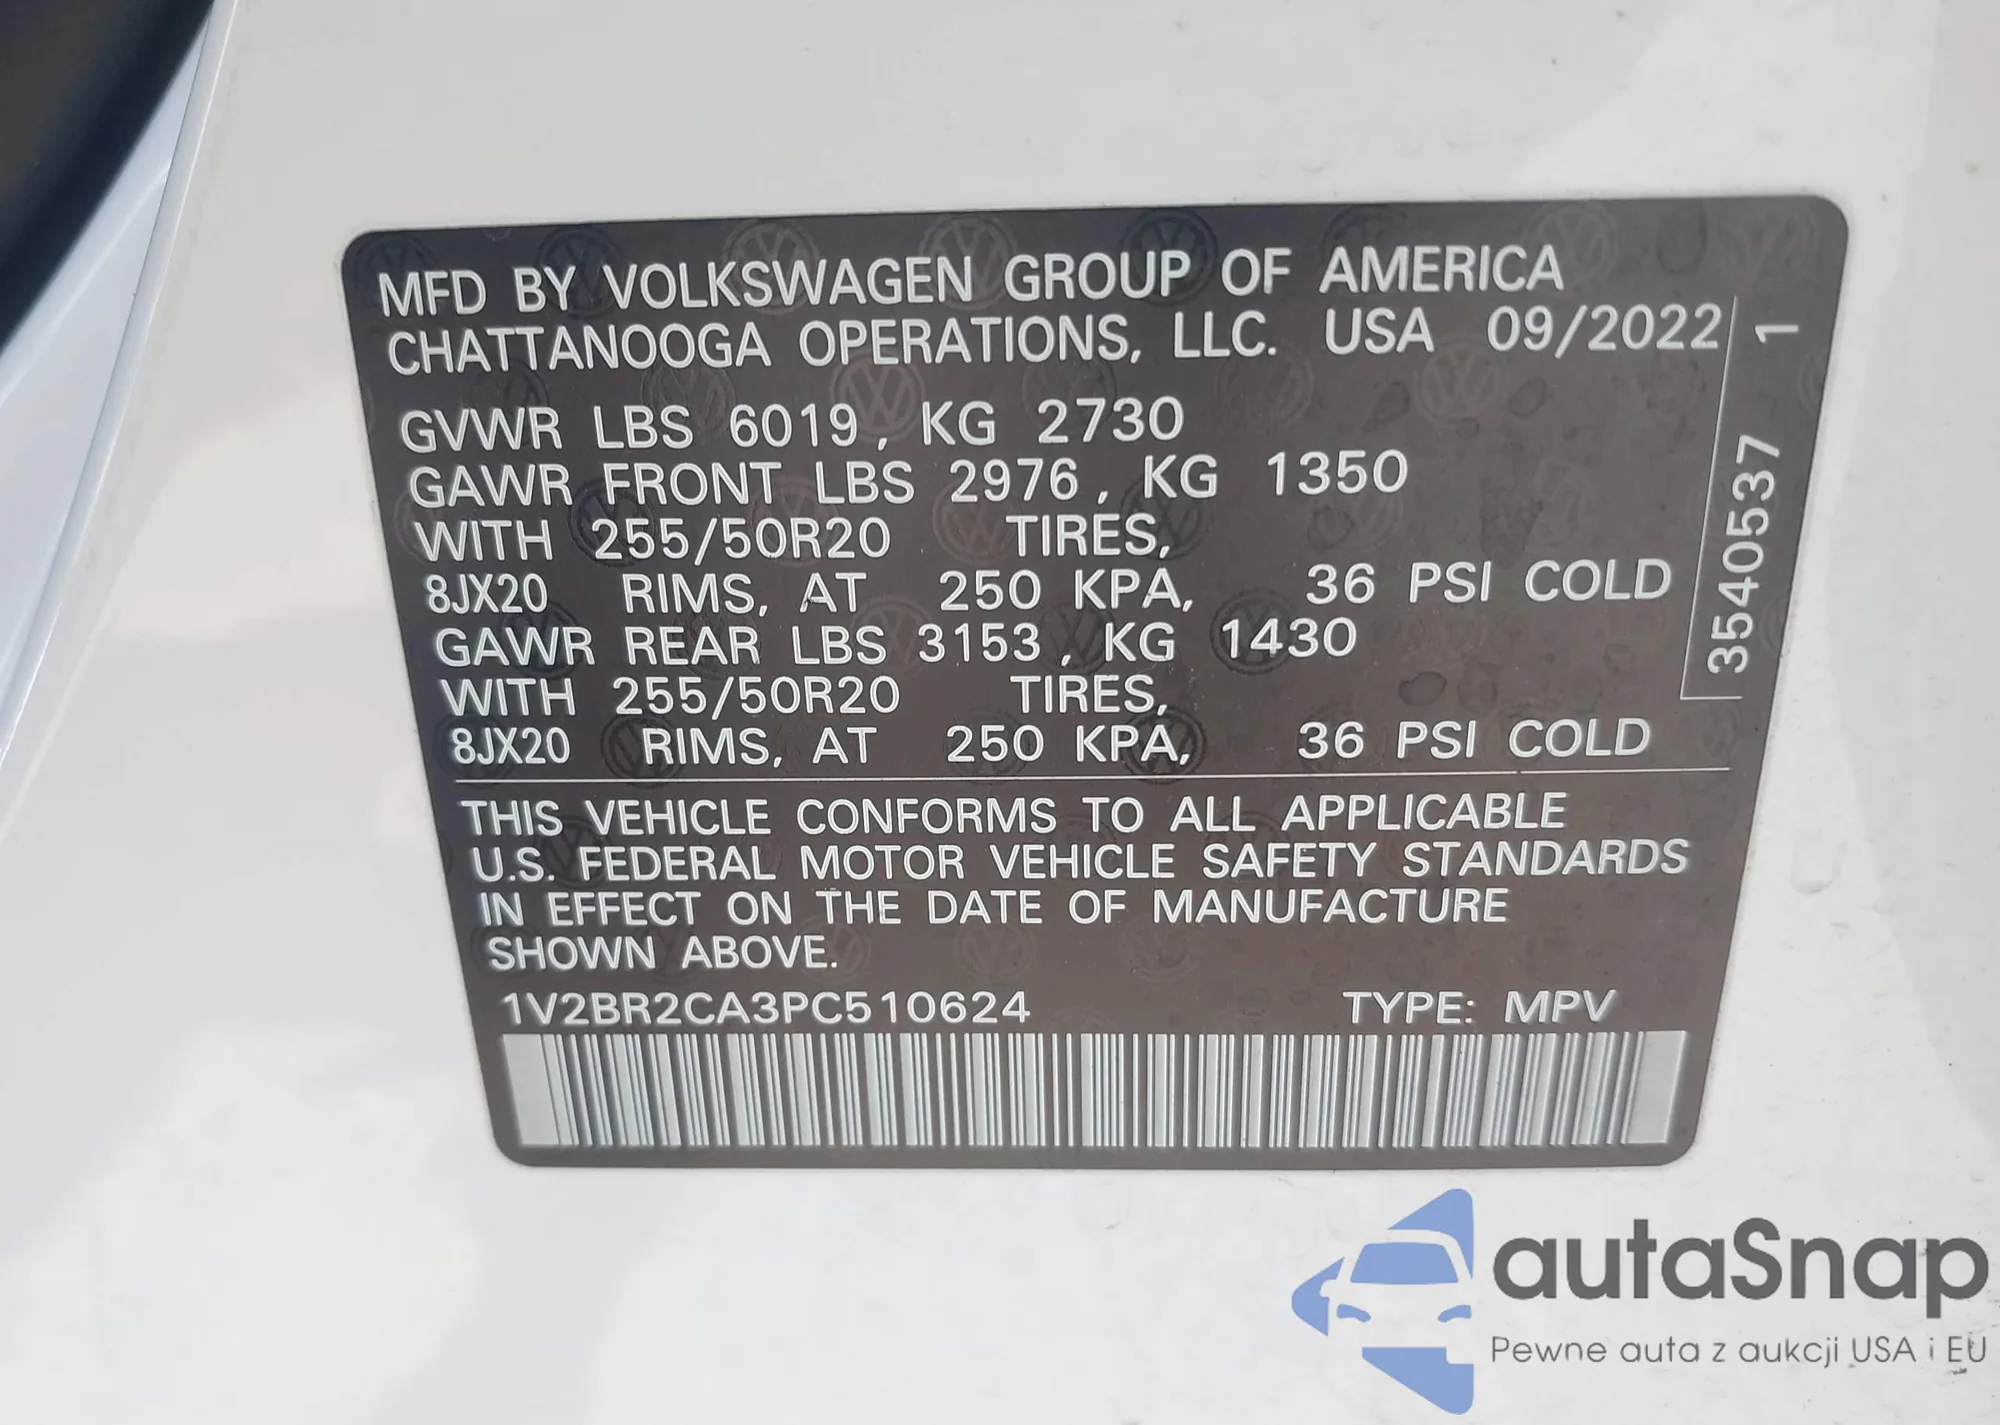 MFD BY VOLKSWAGEN GROUP OF AMERICA
CHATTANOOGA OPERATIONS, LLC. USA 09/2022
GVWR LBS 6019, KG 2730
GAWR FRONT LBS 2976, KG 1350
WITH 255/50R20 TIRES,
8JX20 RIMS, AT 250 KPA, 36 PSI COLD
GAWR REAR LBS 3153, KG 1430
WITH 255/50R20 TIRES,
8JX20 RIMS, AT 250 KPA, 36 PSI COLD
3540537 1
THIS VEHICLE CONFORMS TO ALL APPLICABLE
U.S. FEDERAL MOTOR VEHICLE SAFETY STANDARDS
IN EFFECT ON THE DATE OF MANUFACTURE
SHOWN ABOVE.
1V2BR2CA3PC510624 TYPE: MPV
autaSnap
Pewne auta z aukcji USA i EU